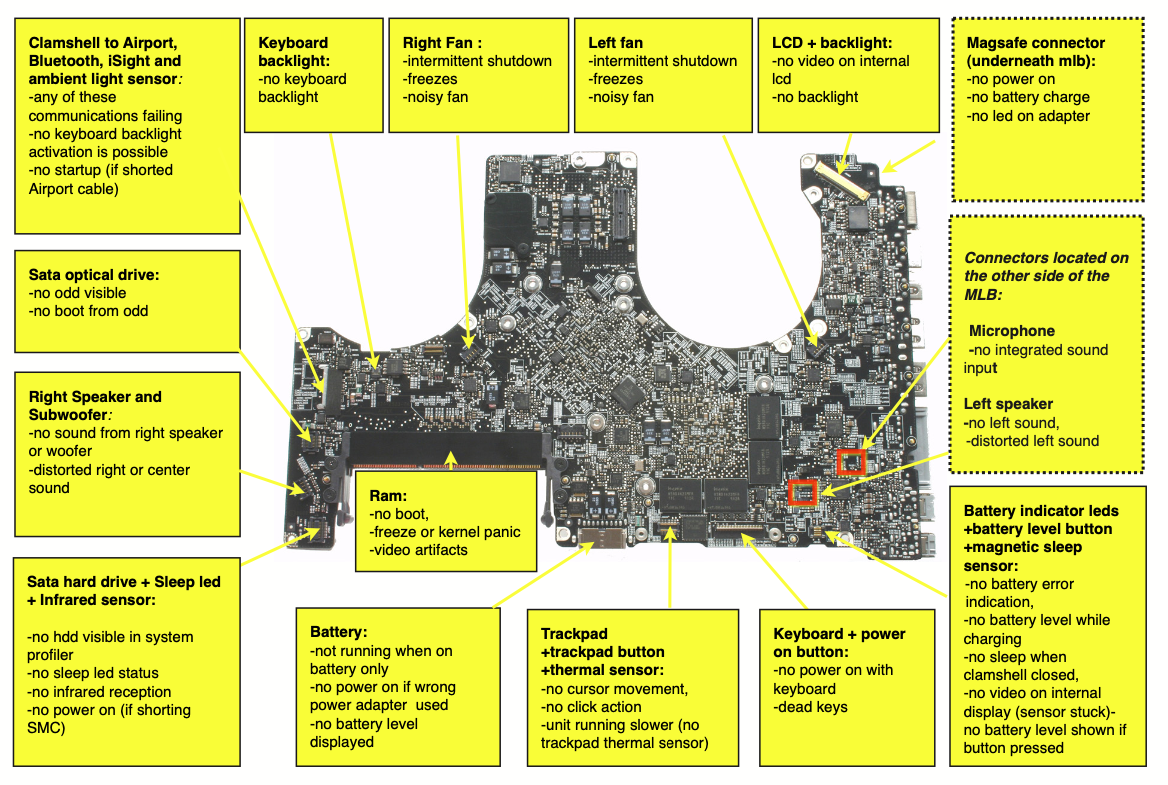 Clamshell to Airport,
Bluetooth, iSight and
ambient light sensor:
-any of these
communications failing
-no keyboard backlight
activation is possible
-no startup (if shorted
Airport cable)
Keyboard
backlight:
-no keyboard
backlight
Right Fan :
-intermittent shutdown
-freezes
-noisy fan
Left fan
-intermittent shutdown
-freezes
-noisy fan
LCD + backlight:
-no video on internal
lcd
-no backlight
Magsafe connector
(underneath mlb):
-no power on
-no battery charge
-no led on adapter
Sata optical drive:
-no odd visible
-no boot from odd
Connectors located on
the other side of the
MLB:
Microphone
-no integrated sound
input
Left speaker
-no left sound,
-distorted left sound
Right Speaker and
Subwoofer:
-no sound from right speaker
or woofer
-distorted right or center
sound
Ram:
-no boot,
-freeze or kernel panic
-video artifacts
Sata hard drive + Sleep led
+ Infrared sensor:
-no hdd visible in system
profiler
-no sleep led status
-no infrared reception
-no power on (if shorting
SMC)
Battery:
-not running when on
battery only
-no power on if wrong
power adapter  used
-no battery level
displayed
Trackpad
+trackpad button
+thermal sensor:
-no cursor movement,
-no click action
-unit running slower (no
trackpad thermal sensor)
Keyboard + power
on button:
-no power on with
keyboard
-dead keys
Battery indicator leds
+battery level button
+magnetic sleep
sensor:
-no battery error
indication,
-no battery level while
charging
-no sleep when
clamshell closed,
-no video on internal
display (sensor stuck)-
no battery level shown if
button pressed